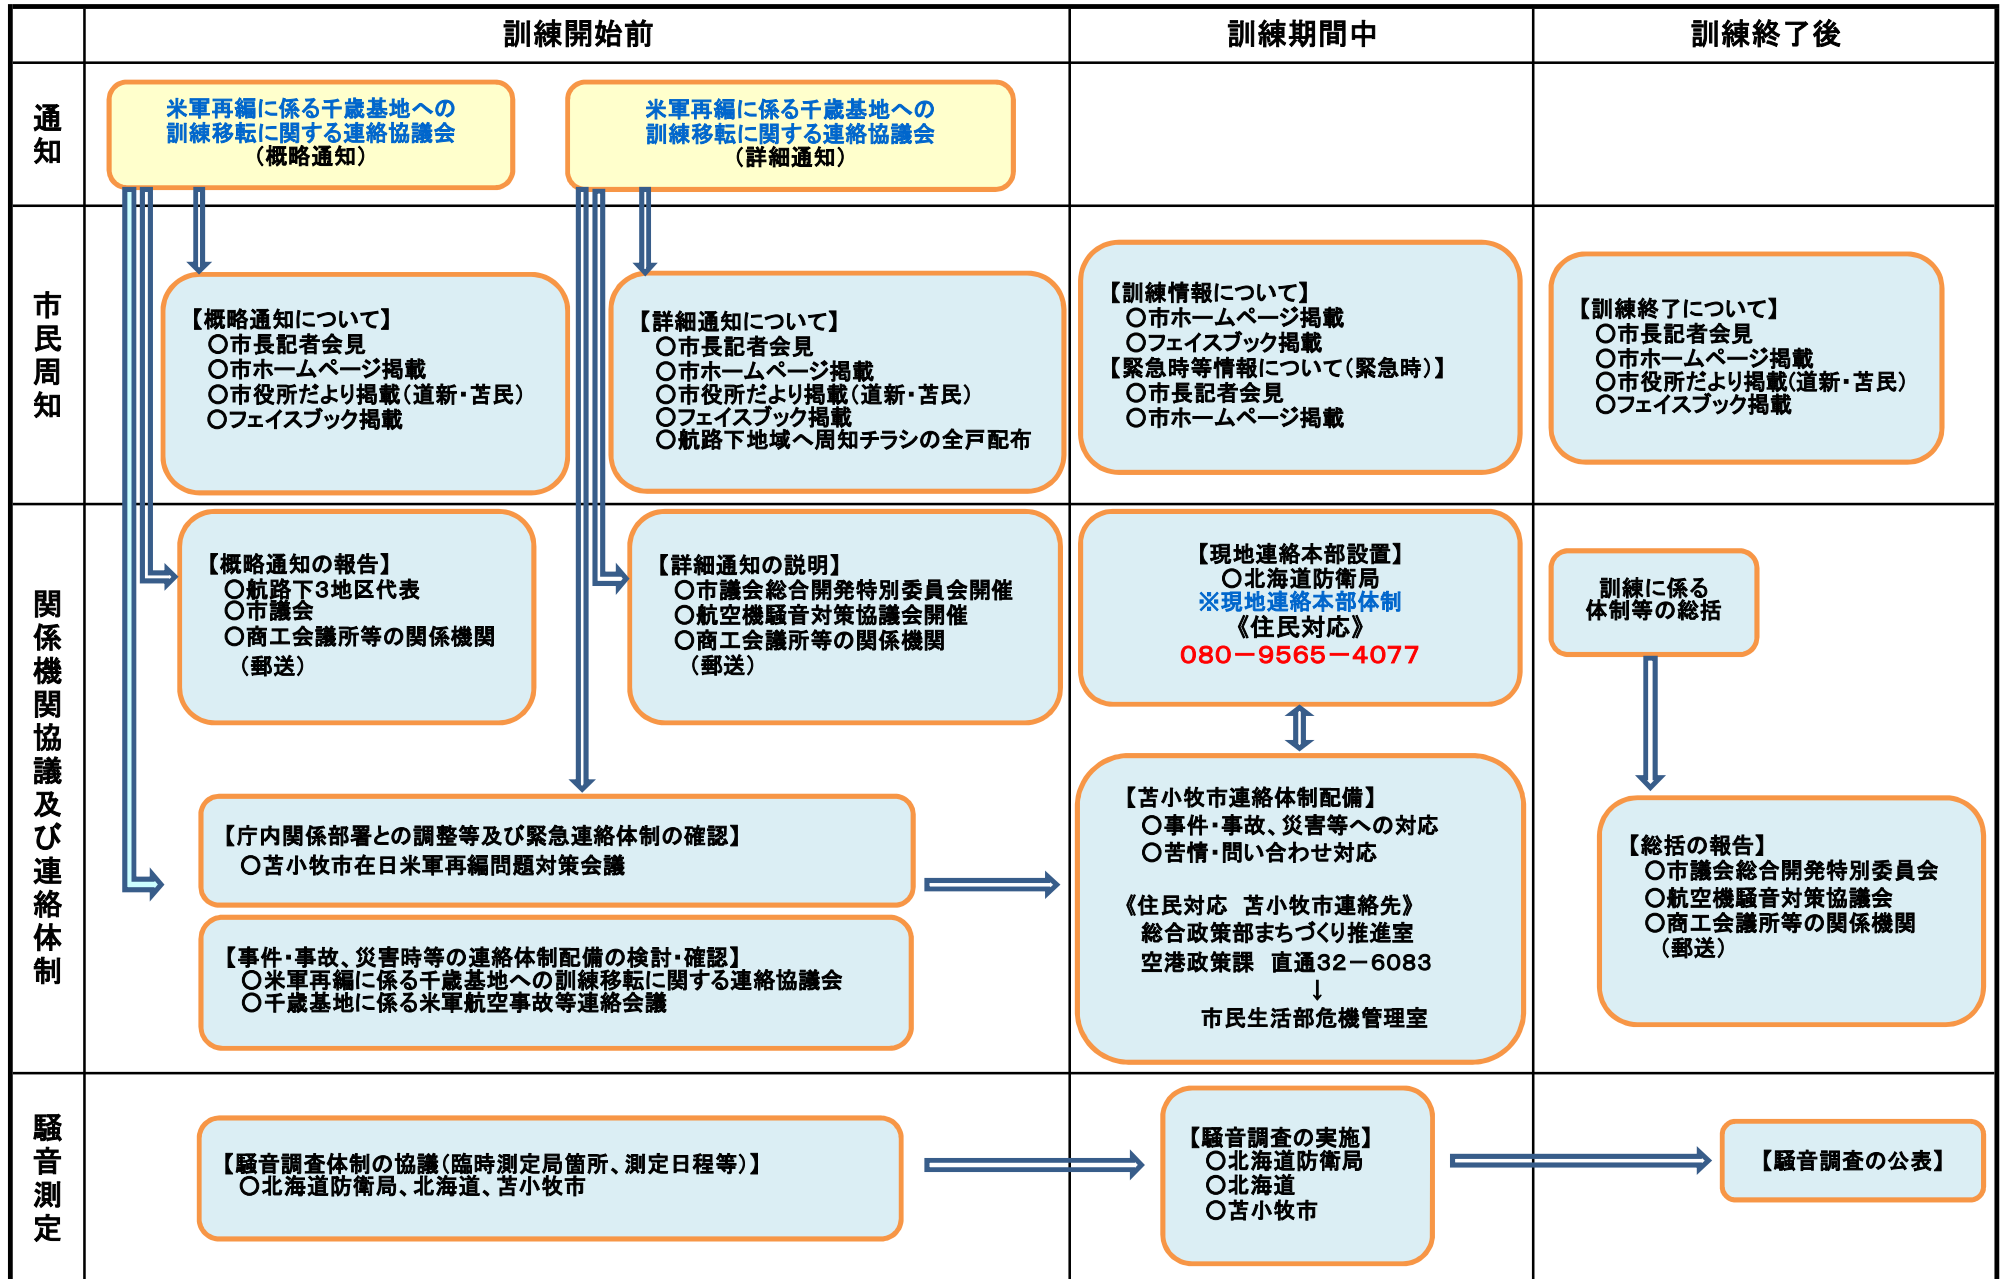 訓練開始前
訓練期間中
訓練終了後
通知
米軍再編に係る千歳基地への
訓練移転に関する連絡協議会
（概略通知）
米軍再編に係る千歳基地への
訓練移転に関する連絡協議会
（詳細通知）
市民周知
【概略通知について】
○市長記者会見
○市ホームページ掲載
○市役所だより掲載（道新・苫民）
○フェイスブック掲載
【詳細通知について】
○市長記者会見
○市ホームページ掲載
○市役所だより掲載（道新・苫民）
○フェイスブック掲載
○航路下地域へ周知チラシの全戸配布
【訓練情報について】
○市ホームページ掲載
○フェイスブック掲載
【緊急時等情報について（緊急時）】
○市長記者会見
○市ホームページ掲載
【訓練終了について】
○市長記者会見
○市ホームページ掲載
○市役所だより掲載（道新・苫民）
○フェイスブック掲載
関係機関協議及び連絡体制
【概略通知の報告】
○航路下３地区代表
○市議会
○商工会議所等の関係機関
（郵送）
【詳細通知の説明】
○市議会総合開発特別委員会開催
○航空機騒音対策協議会開催
○商工会議所等の関係機関
（郵送）
【庁内関係部署との調整等及び緊急連絡体制の確認】
○苫小牧市在日米軍再編問題対策会議
【事件・事故、災害時等の連絡体制配備の検討・確認】
○米軍再編に係る千歳基地への訓練移転に関する連絡協議会
○千歳基地に係る米軍航空事故等連絡会議
【現地連絡本部設置】
○北海道防衛局
※現地連絡本部体制
《住民対応》
０８０－９５６５－４０７７
【苫小牧市連絡体制配備】
○事件・事故、災害等への対応
○苦情・問い合わせ対応
《住民対応　苫小牧市連絡先》
総合政策部まちづくり推進室
空港政策課　直通３２－６０８３
↓
市民生活部危機管理室
訓練に係る
体制等の総括
【総括の報告】
○市議会総合開発特別委員会
○航空機騒音対策協議会
○商工会議所等の関係機関
（郵送）
騒音測定
【騒音調査体制の協議（臨時測定局箇所、測定日程等）】
○北海道防衛局、北海道、苫小牧市
【騒音調査の実施】
○北海道防衛局
○北海道
○苫小牧市
【騒音調査の公表】